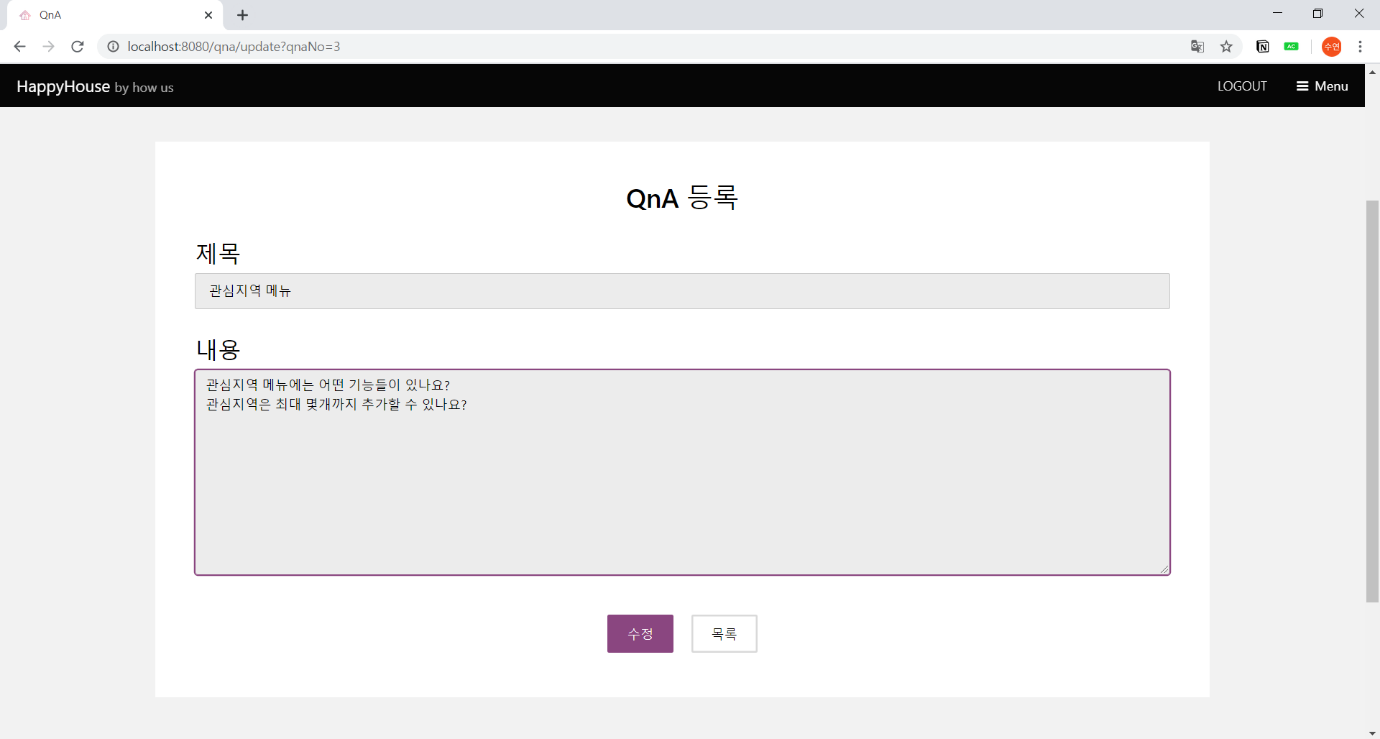 QnA
localhost:8080/qna/update?qnaNo=3
수연
HappyHouse by how us
LOGOUT
Menu
QnA 등록
제목
관심지역 메뉴
내용
관심지역 메뉴에는 어떤 기능들이 있나요?
관심지역은 최대 몇개까지 추가할 수 있나요?
수정
목록